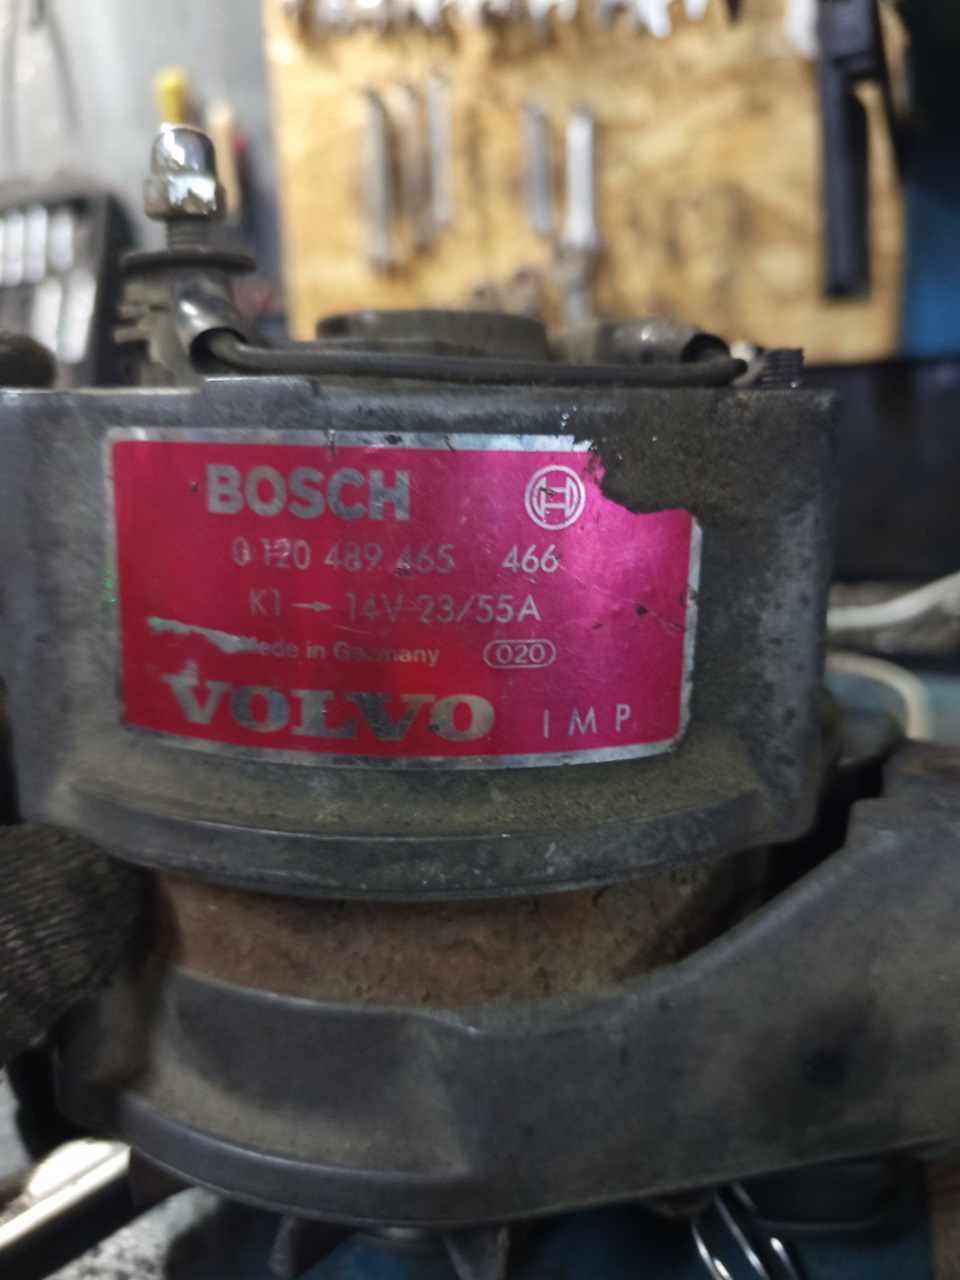 BOSCH
0 120 489 465 466
K1→ 14V 23/55A
Made in Germany 020
VOLVO IMP